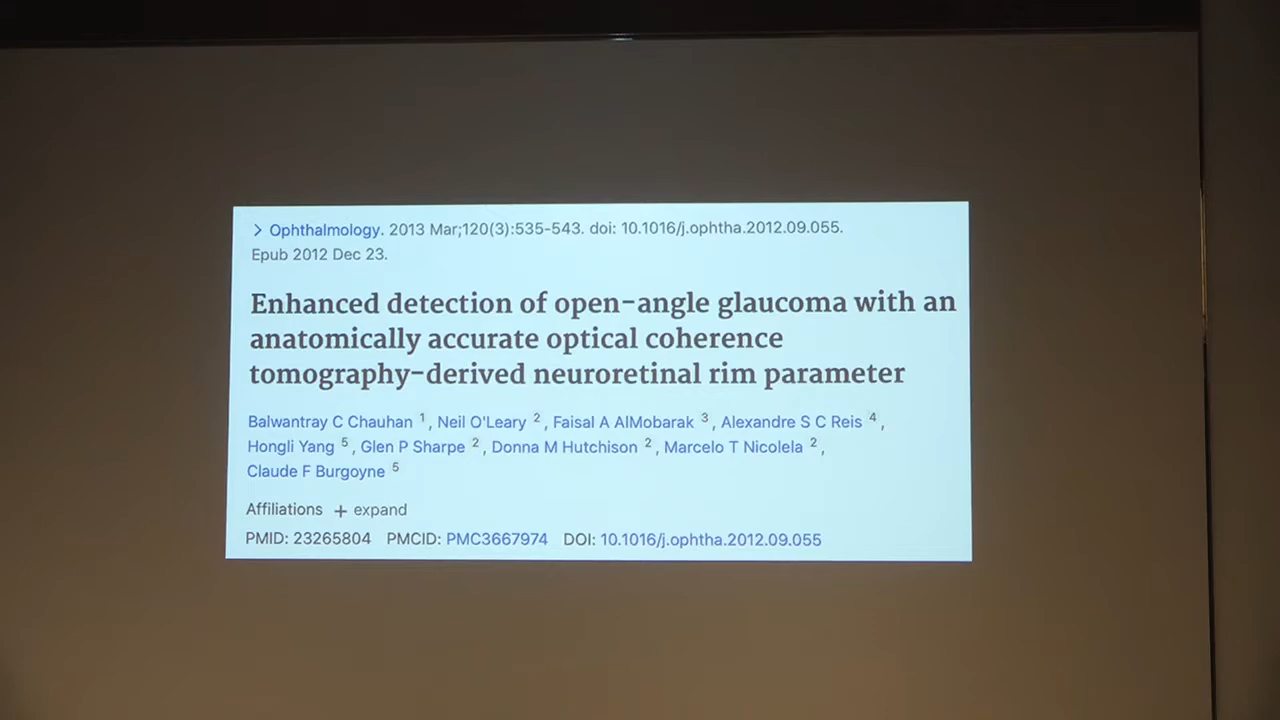 > Ophthalmology. 2013 Mar;120(3):535-543. doi: 10.1016/j.ophtha.2012.09.055.
Epub 2012 Dec 23.
Enhanced detection of open-angle glaucoma with an
anatomically accurate optical coherence
tomography-derived neuroretinal rim parameter
Balwantray C Chauhan 1, Neil O'Leary 2, Faisal A AlMobarak 3, Alexandre S C Reis 4,
Hongli Yang 5, Glen P Sharpe 2, Donna M Hutchison 2, Marcelo T Nicolela 2,
Claude F Burgoyne 5
Affiliations + expand
PMID: 23265804 PMCID: PMC3667974 DOI: 10.1016/j.ophtha.2012.09.055